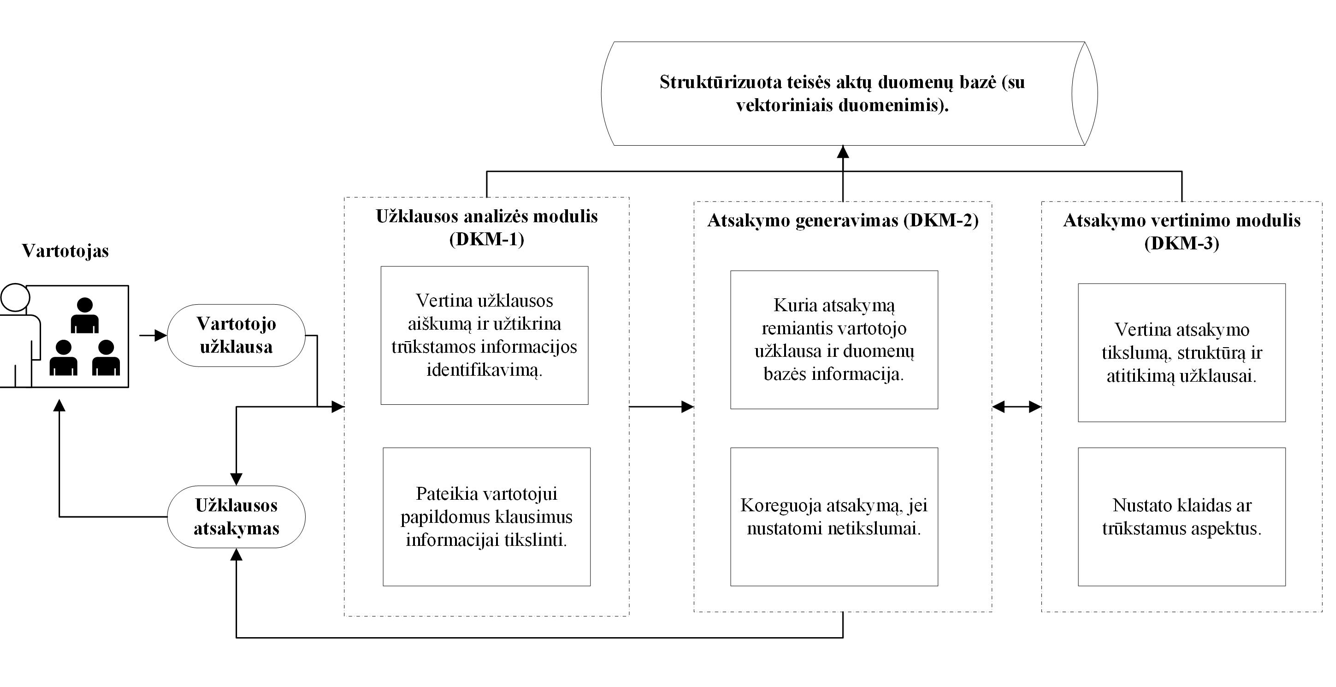 Struktūrizuota teisės aktų duomenų bazė (su
vektoriniais duomenimis).
Vartotojas
Vartotojo
užklausa
Užklausos
atsakymas
Užklausos analizės modulis
(DKM-1)
Vertina užklausos
aiškumą ir užtikrina
trūkstamos informacijos
identifikavimą.
Pateikia vartotojui
papildomus klausimus
informacijai tikslinti.
Atsakymo generavimas (DKM-2)
Kuria atsakymą
remiantis vartotojo
užklausa ir duomenų
bazės informacija.
Koreguoja atsakymą, jei
nustatomi netikslumai.
Atsakymo vertinimo modulis
(DKM-3)
Vertina atsakymo
tikslumą, struktūrą ir
atitikimą užklausai.
Nustato klaidas ar
trūkstamus aspektus.